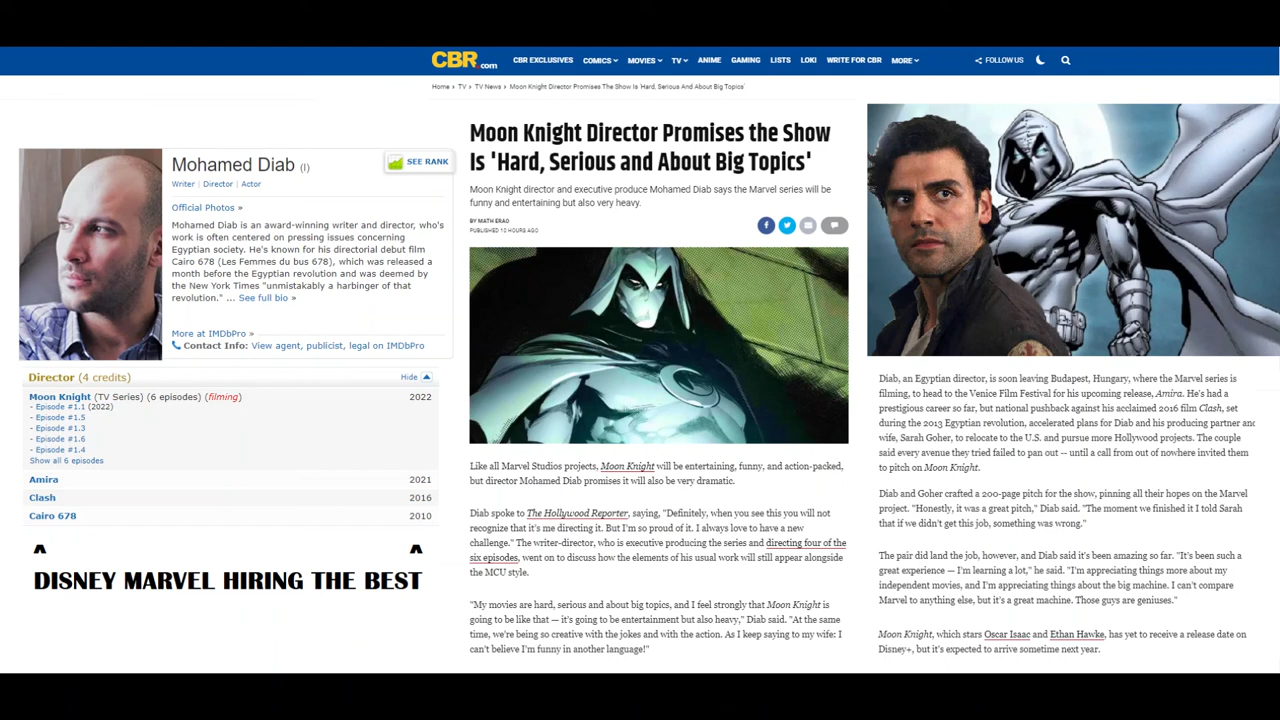 CBR.com
CBR EXCLUSIVES COMICS MOVIES TV ANIME GAMING LISTS LOKI WRITE FOR CBR MORE FOLLOW US
Home TV TV News Moon Knight Director Promises The Show Is 'Hard, Serious And About Big Topics'
Mohamed Diab (I)
SEE RANK
Writer | Director | Actor
Official Photos »
Mohamed Diab is an award-winning writer and director, who's
work is often centered on pressing issues concerning
Egyptian society. He's known for his directorial debut film
Cairo 678 (Les Femmes du bus 678), which was released a
month before the Egyptian revolution and was deemed by
the New York Times "unmistakably a harbinger of that
revolution." ... See full bio »
More at IMDbPro »
Contact Info: View agent, publicist, legal on IMDbPro
Director (4 credits) Hide
Moon Knight (TV Series) (6 episodes) (filming) 2022
- Episode #1.1 (2022)
- Episode #1.5
- Episode #1.3
- Episode #1.6
- Episode #1.4
Show all 6 episodes
Amira 2021
Clash 2016
Cairo 678 2010
DISNEY MARVEL HIRING THE BEST
Moon Knight Director Promises the Show
Is 'Hard, Serious and About Big Topics'
Moon Knight director and executive produce Mohamed Diab says the Marvel series will be
funny and entertaining but also very heavy.
BY MATH ERAO
PUBLISHED 10 HOURS AGO
Like all Marvel Studios projects, Moon Knight will be entertaining, funny, and action-packed,
but director Mohamed Diab promises it will also be very dramatic.
Diab spoke to The Hollywood Reporter, saying, "Definitely, when you see this you will not
recognize that it's me directing it. But I'm so proud of it. I always love to have a new
challenge." The writer-director, who is executive producing the series and directing four of the
six episodes, went on to discuss how the elements of his usual work will still appear alongside
the MCU style.
"My movies are hard, serious and about big topics, and I feel strongly that Moon Knight is
going to be like that — it's going to be entertainment but also heavy," Diab said. "At the same
time, we're being so creative with the jokes and with the action. As I keep saying to my wife: I
can't believe I'm funny in another language!"
Diab, an Egyptian director, is soon leaving Budapest, Hungary, where the Marvel series is
filming, to head to the Venice Film Festival for his upcoming release, Amira. He's had a
prestigious career so far, but national pushback against his acclaimed 2016 film Clash, set
during the 2013 Egyptian revolution, accelerated plans for Diab and his producing partner and
wife, Sarah Goher, to relocate to the U.S. and pursue more Hollywood projects. The couple
said every avenue they tried failed to pan out -- until a call from out of nowhere invited them
to pitch on Moon Knight.
Diab and Goher crafted a 200-page pitch for the show, pinning all their hopes on the Marvel
project. "Honestly, it was a great pitch," Diab said. "The moment we finished it I told Sarah
that if we didn't get this job, something was wrong."
The pair did land the job, however, and Diab said it's been amazing so far. "It's been such a
great experience — I'm learning a lot," he said. "I'm appreciating things more about my
independent movies, and I'm appreciating things about the big machine. I can't compare
Marvel to anything else, but it's a great machine. Those guys are geniuses."
Moon Knight, which stars Oscar Isaac and Ethan Hawke, has yet to receive a release date on
Disney+, but it's expected to arrive sometime next year.